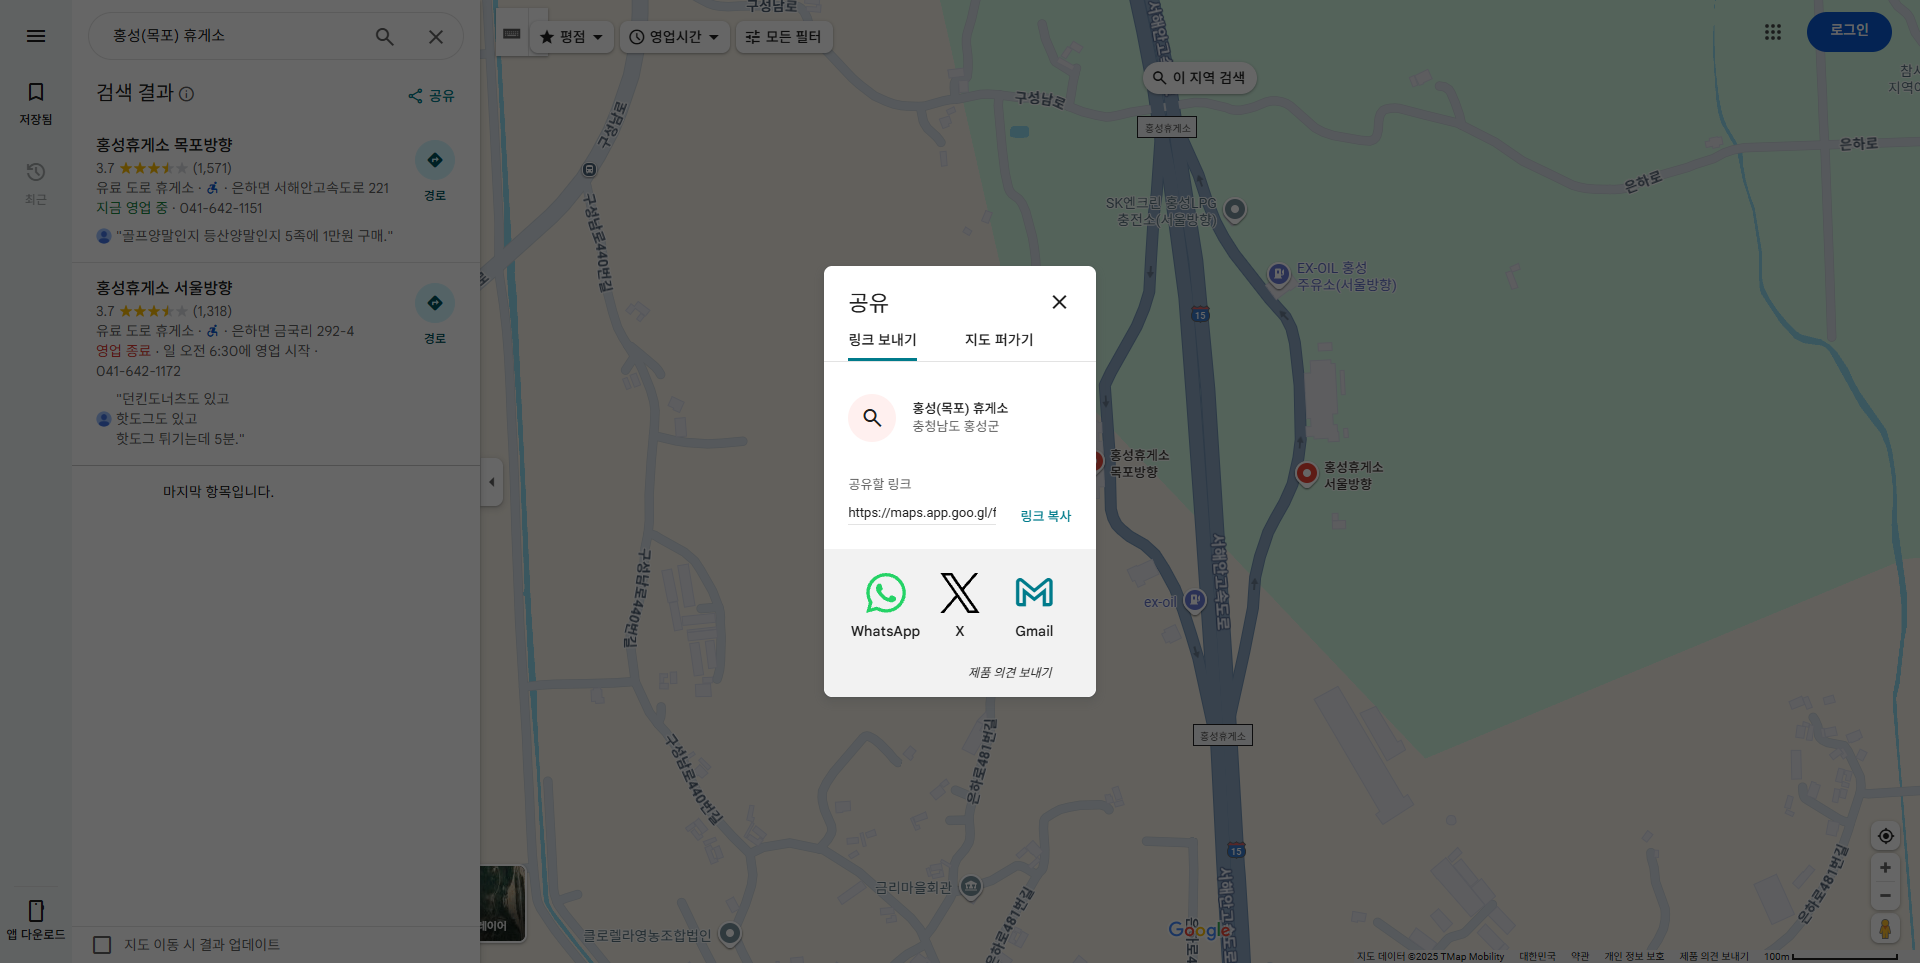 홍성(목포) 휴게소
평점
영업시간
모든 필터
로그인
저장됨
최근
앱 다운로드
검색 결과
공유
홍성휴게소 목포방향
3.7 (1,571)
유료 도로 휴게소 · 은하면 서해안고속도로 221
지금 영업 중 · 041-642-1151
"골프양말인지 등산양말인지 5족에 1만원 구매."
경로
홍성휴게소 서울방향
3.7 (1,318)
유료 도로 휴게소 · 은하면 금국리 292-4
영업 종료 · 일 오전 6:30에 영업 시작 ·
041-642-1172
"던킨도너츠도 있고
핫도그도 있고
핫도그 튀기는데 5분."
경로
마지막 항목입니다.
지도 이동 시 결과 업데이트
공유
링크 보내기
지도 퍼가기
홍성(목포) 휴게소
충청남도 홍성군
공유할 링크
https://maps.app.goo.gl/f
링크 복사
WhatsApp
X
Gmail
제품 의견 보내기
이 지역 검색
구성남로
구성남로
구성남로
서해안고
홍성휴게소
은하로
은하로
참사
지역
SK엔크린 홍성LPG
충전소(서울방향)
EX-OIL 홍성
주유소(서울방향)
15
구성남로440번길
홍성휴게소
목포방향
홍성휴게소
서울방향
서해안고속도로
ex-oil
구성남로440번길
홍성휴게소
구성남로440번길
은하로481번길
15
서해안고속도로
금리마을회관
은하로481번길
은하로481번길
클로렐라영농조합법인
레이어
Google
지도 데이터 ©2025 TMap Mobility
대한민국
약관
개인 정보 보호
제품 의견 보내기
100m